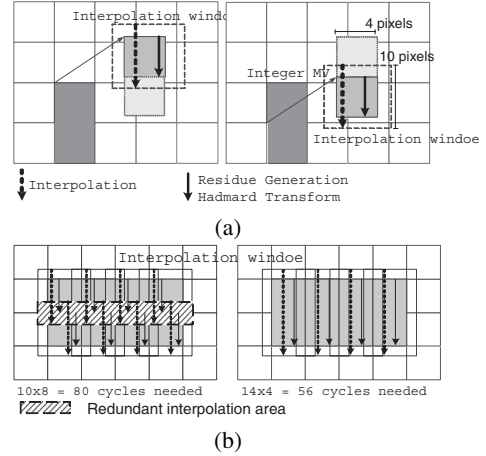 Interpolation windoe
4 pixels
10 pixels
Integer MV
Interpolation windoe
Interpolation
Residue Generation
Hadmard Transform
(a)
Interpolation windoe
10x8 = 80 cycles needed
14x4 = 56 cycles needed
Redundant interpolation area
(b)